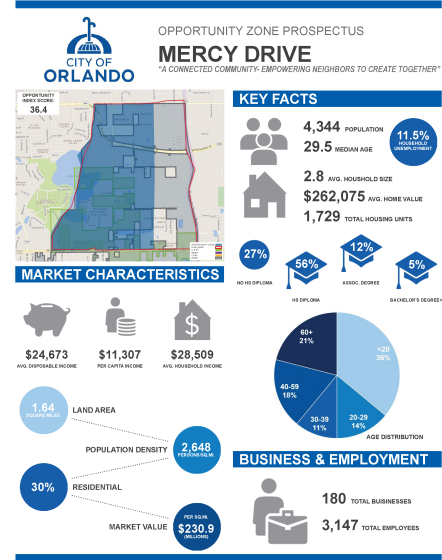 CITY OF
ORLANDO
OPPORTUNITY ZONE PROSPECTUS
MERCY DRIVE
"A CONNECTED COMMUNITY- EMPOWERING NEIGHBORS TO CREATE TOGETHER"
OPPORTUNITY
INDEX SCORE:
36.4
KEY FACTS
4,344 POPULATION
29.5 MEDIAN AGE
11.5%
HOUSEHOLD
UNEMPLOYMENT
2.8 AVG. HOUSHOLD SIZE
$262,075 AVG. HOME VALUE
1,729 TOTAL HOUSING UNITS
27%
NO HS DIPLOMA
56%
HS DIPLOMA
12%
ASSOC. DEGREE
5%
BACHELOR'S DEGREE+
MARKET CHARACTERISTICS
$24,673
AVG. DISPOSABLE INCOME
$11,307
PER CAPITA INCOME
$28,509
AVG. HOUSEHOLD INCOME
1.64
SQUARE MILES
LAND AREA
POPULATION DENSITY
2,648
PERSONS/SQ.MI.
30%
RESIDENTIAL
MARKET VALUE
PER SQ.MI.
$230.9
(MILLIONS)
60+
21%
<20
36%
40-59
18%
30-39
11%
20-29
14%
AGE DISTRIBUTION
BUSINESS & EMPLOYMENT
180 TOTAL BUISINESSES
3,147 TOTAL EMPLOYEES